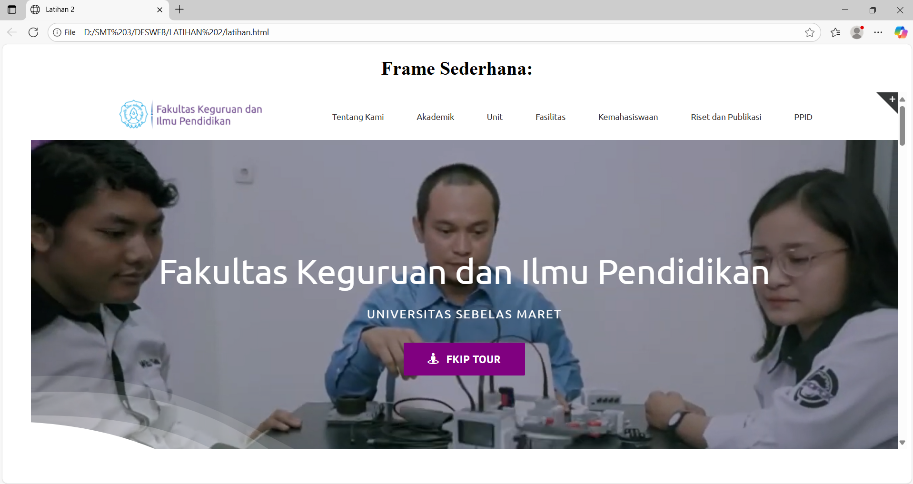 Latihan 2
File D:/SMT%203/DESWEB/LATIHAN%202/latihan.html
Frame Sederhana:
Fakultas Keguruan dan
Ilmu Pendidikan
Tentang Kami Akademik Unit Fasilitas Kemahasiswaan Riset dan Publikasi PPID
Fakultas Keguruan dan Ilmu Pendidikan
UNIVERSITAS SEBELAS MARET
FKIP TOUR